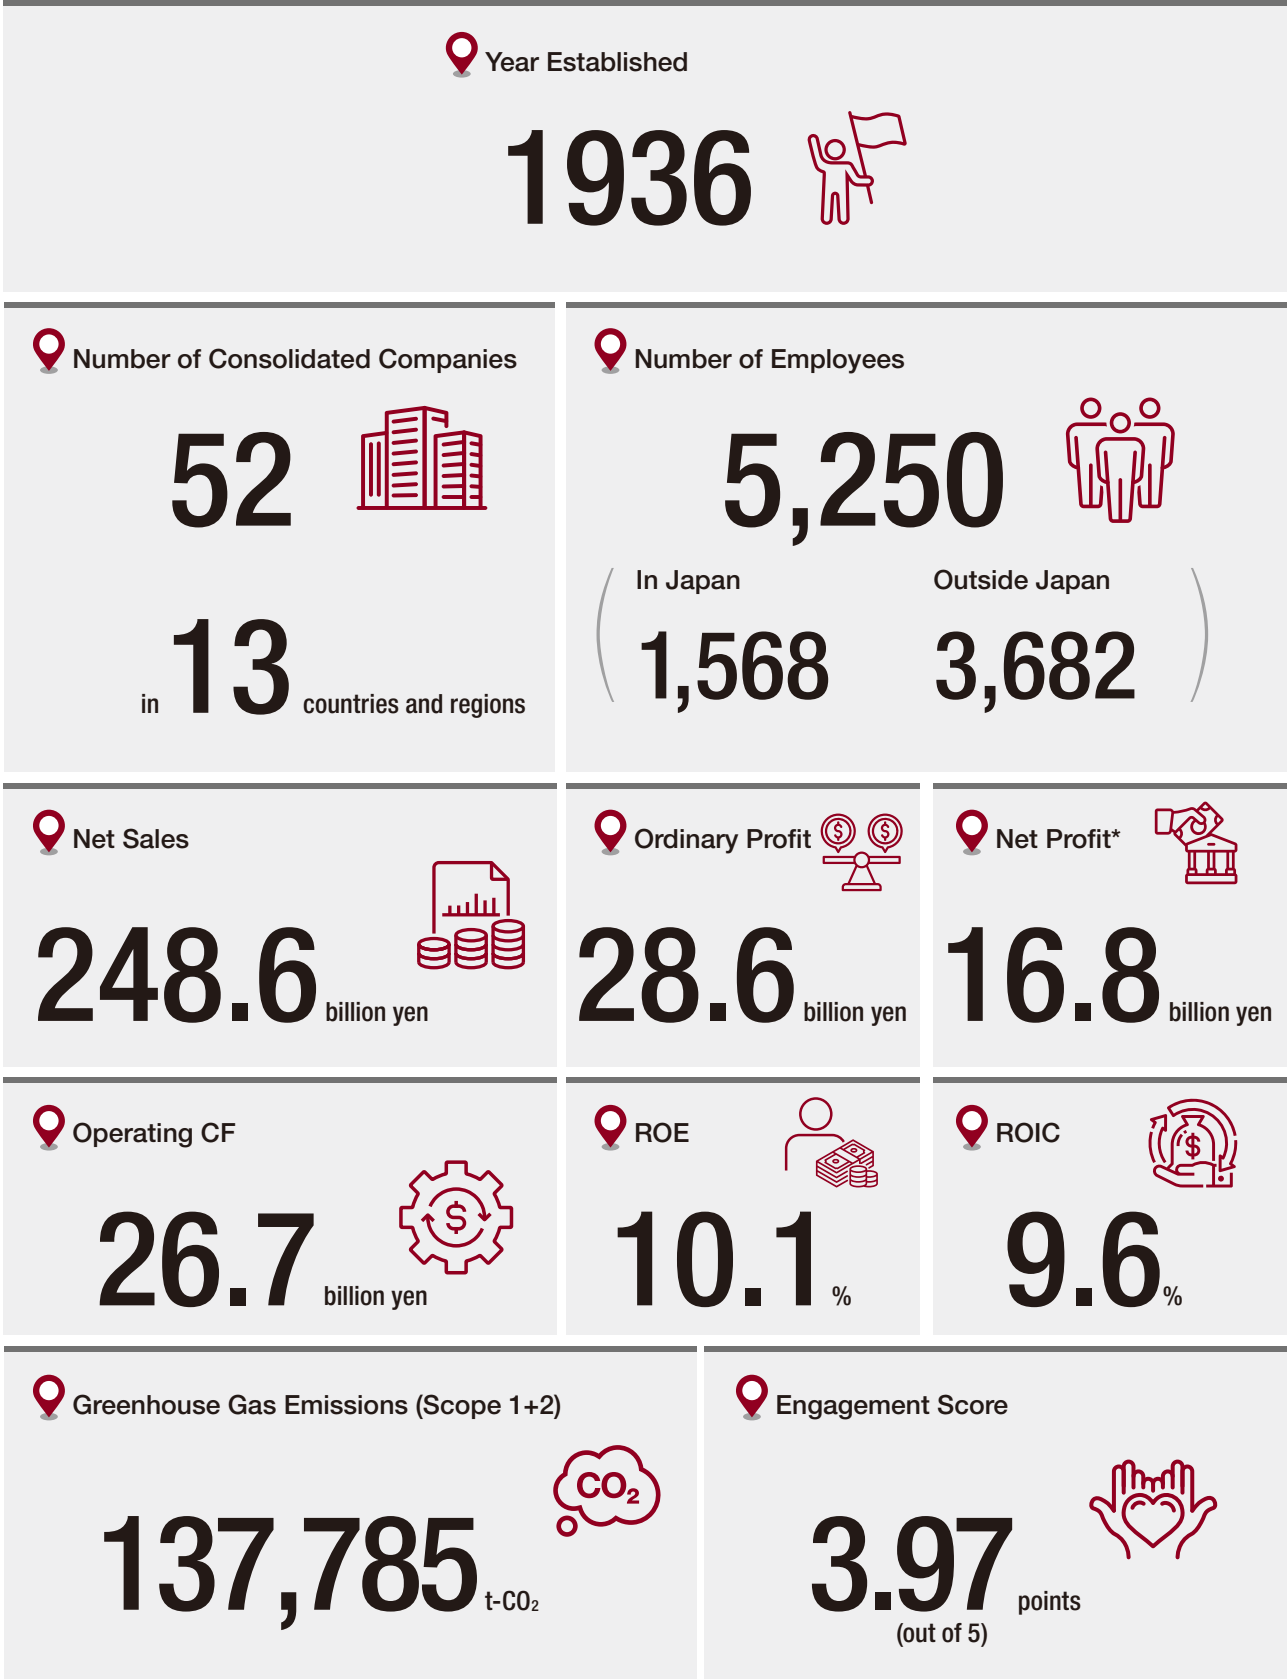 Year Established
1936
Number of Consolidated Companies
52
in 13 countries and regions
Number of Employees
5,250
In Japan
1,568
Outside Japan
3,682
Net Sales
248.6 billion yen
Ordinary Profit
28.6 billion yen
Net Profit*
16.8 billion yen
Operating CF
26.7 billion yen
ROE
10.1 %
ROIC
9.6 %
Greenhouse Gas Emissions (Scope 1+2)
CO₂
137,785 t-CO₂
Engagement Score
3.97 points
(out of 5)